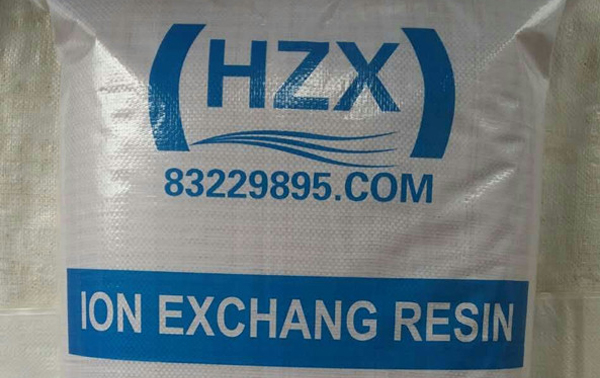 (HZX)
83229895.COM
ION EXCHANG RESIN